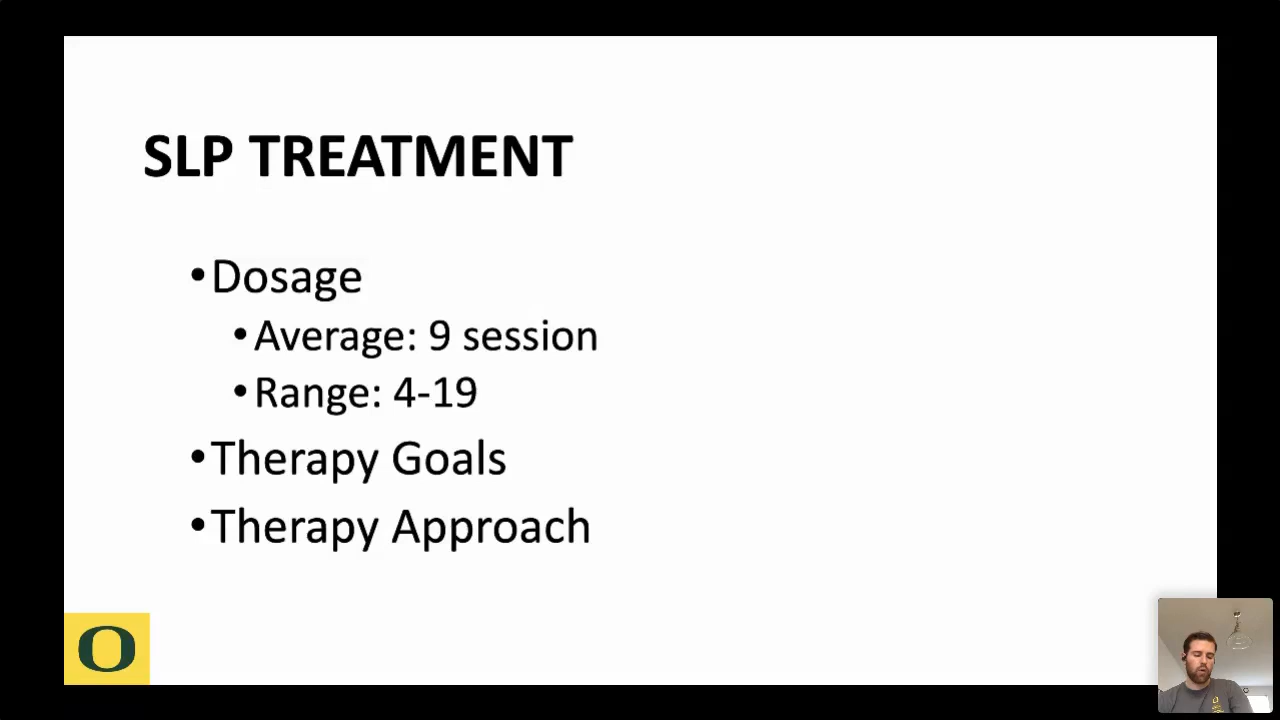 SLP TREATMENT
•Dosage
•Average: 9 session
•Range: 4-19
•Therapy Goals
•Therapy Approach
O